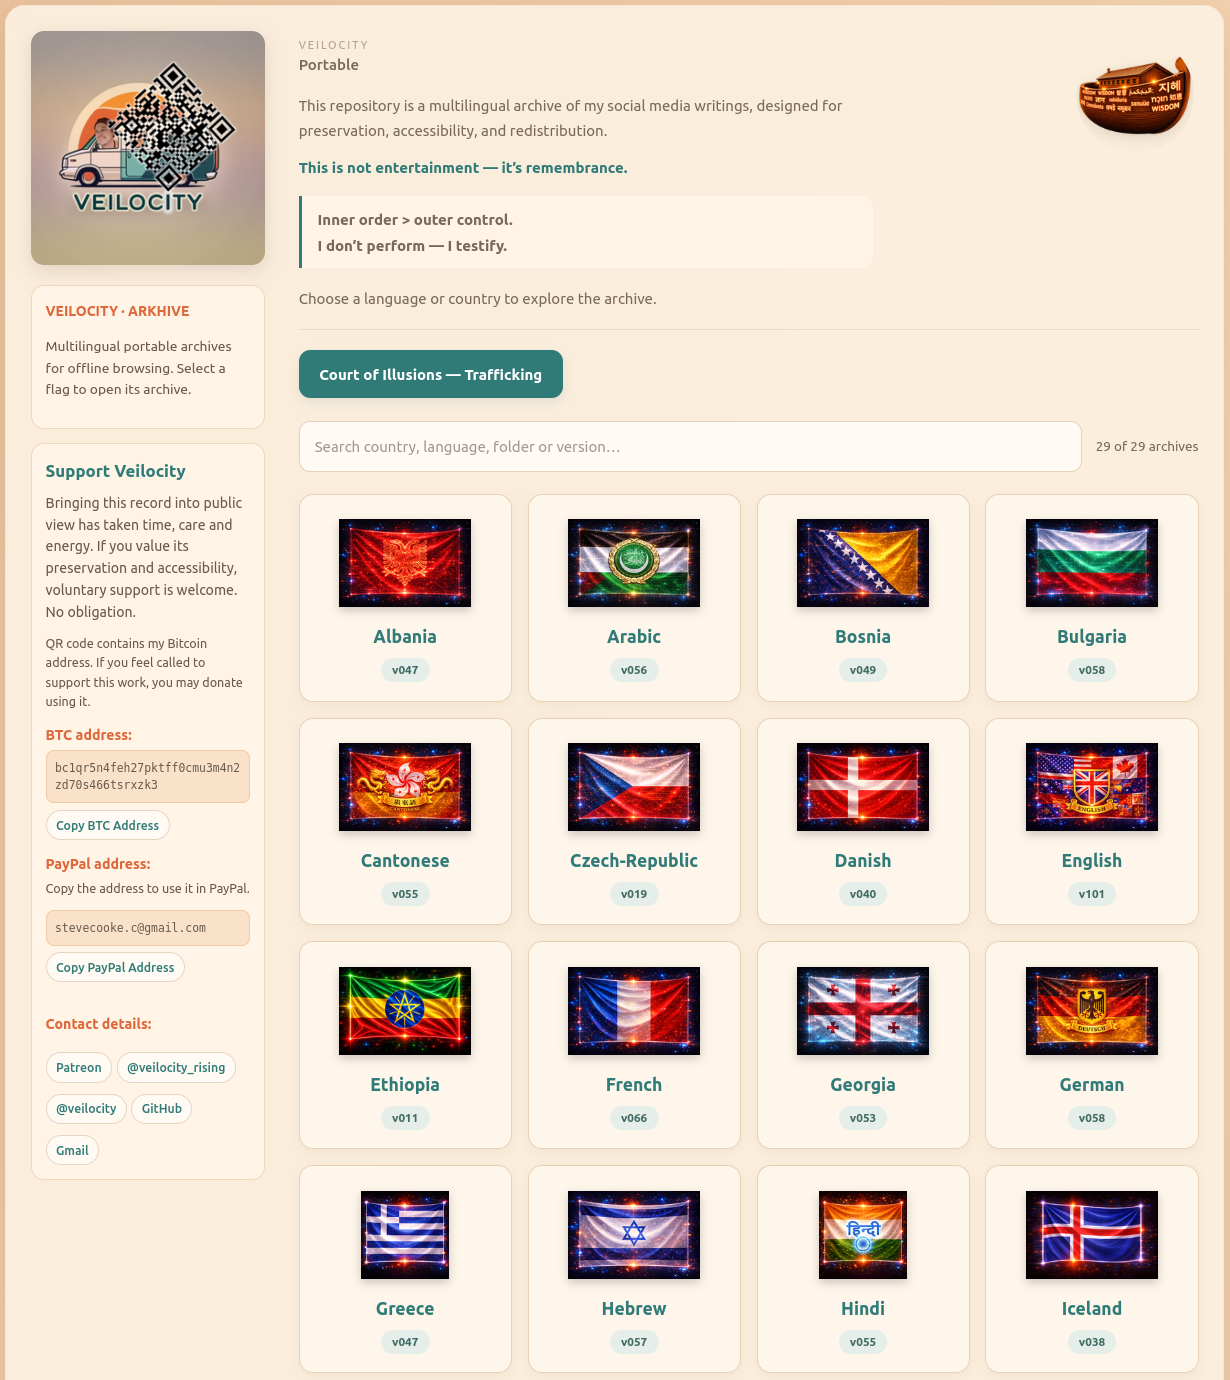 VEILOCITY
VEILOCITY · ARKHIVE
Multilingual portable archives
for offline browsing. Select a
flag to open its archive.
Support Veilocity
Bringing this record into public
view has taken time, care and
energy. If you value its
preservation and accessibility,
voluntary support is welcome.
No obligation.
QR code contains my Bitcoin
address. If you feel called to
support this work, you may donate
using it.
BTC address:
bc1qr5n4feh27pktff0cmu3m4n2
zd70s466tsrxzk3
Copy BTC Address
PayPal address:
Copy the address to use it in PayPal.
stevecooke.c@gmail.com
Copy PayPal Address
Contact details:
Patreon
@veilocity_rising
@veilocity
GitHub
Gmail
VEILOCITY
Portable
This repository is a multilingual archive of my social media writings, designed for
preservation, accessibility, and redistribution.
This is not entertainment — it’s remembrance.
Inner order > outer control.
I don’t perform — I testify.
Choose a language or country to explore the archive.
WISDOM
지혜
WISDOM
Court of Illusions — Trafficking
Search country, language, folder or version…
29 of 29 archives
Albania
v047
Arabic
v056
Bosnia
v049
Bulgaria
v058
CANTONESE
Cantonese
v055
Czech-Republic
v019
Danish
v040
ENGLISH
English
v101
Ethiopia
v011
French
v066
Georgia
v053
DEUTSCH
German
v058
Greece
v047
Hebrew
v057
हिन्दी
Hindi
v055
Iceland
v038